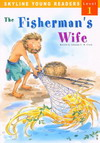 SKYLINE YOUNG READERS
LEVEL
1
The Fisherman's
Wife